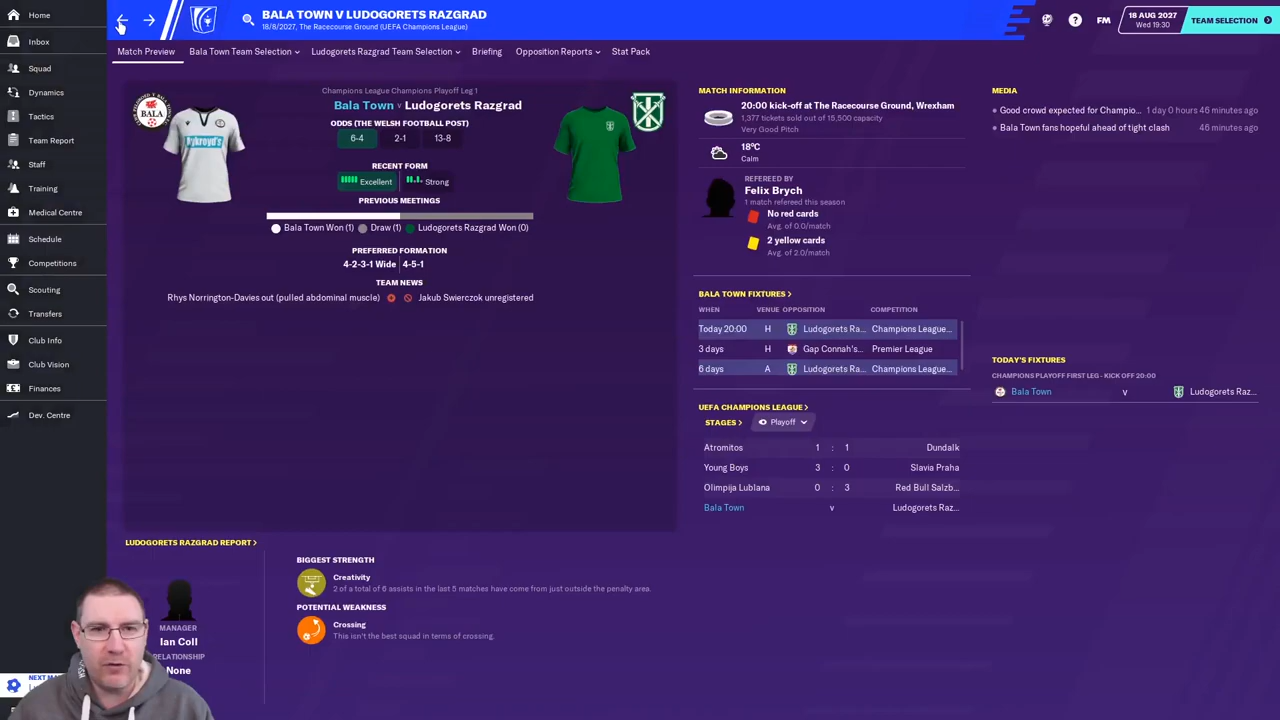 BALA TOWN V LUDOGORETS RAZGRAD
18/8/2027, The Racecourse Ground (UEFA Champions League)
FM
18 AUG 2027
Wed 19:30
TEAM SELECTION
Home
Inbox
Squad
Dynamics
Team Report
Staff
Training
Medical Centre
Schedule
Competitions
Scouting
Transfers
Club Info
Club Vision
Finances
Dev. Centre
Match Preview
Bala Town Team Selection
Ludogorets Razgrad Team Selection
Briefing
Opposition Reports
Stat Pack
Champions League Champions Playoff Leg 1
Bala Town v Ludogorets Razgrad
ODDS (THE WELSH FOOTBALL POST)
6-4 2-1 13-8
RECENT FORM
Excellent Strong
PREVIOUS MEETINGS
Bala Town Won (1) Draw (1) Ludogorets Razgrad Won (0)
PREFERRED FORMATION
4-2-3-1 Wide 4-5-1
TEAM NEWS
Rhys Norrington-Davies out (pulled abdominal muscle) Jakub Swierczok unregistered
BALA
LUDOGORETS RAZGRAD REPORT
MANAGER
Ian Coll
RELATIONSHIP
None
BIGGEST STRENGTH
Creativity
2 of a total of 6 assists in the last 5 matches have come from just outside the penalty area.
POTENTIAL WEAKNESS
Crossing
This isn't the best squad in terms of crossing.
MATCH INFORMATION
20:00 kick-off at The Racecourse Ground, Wrexham
1,377 tickets sold out of 15,500 capacity
Very Good Pitch
18°C
Calm
REFEREED BY
Felix Brych
1 match refereed this season
No red cards
Avg. of 0.0/match
2 yellow cards
Avg. of 2.0/match
BALA TOWN FIXTURES
WHEN VENUE OPPOSITION COMPETITION
Today 20:00 H Ludogorets Ra... Champions League...
3 days H Gap Connah's... Premier League
6 days A Ludogorets Ra... Champions League...
UEFA CHAMPIONS LEAGUE
STAGES Playoff
Atromitos 1 : 1 Dundalk
Young Boys 3 : 0 Slavia Praha
Olimpija Lublana 0 : 3 Red Bull Salzb...
Bala Town v Ludogorets Raz...
MEDIA
Good crowd expected for Champio... 1 day 0 hours 46 minutes ago
Bala Town fans hopeful ahead of tight clash 46 minutes ago
TODAY'S FIXTURES
CHAMPIONS PLAYOFF FIRST LEG - KICK OFF 20:00
Bala Town v Ludogorets Raz...